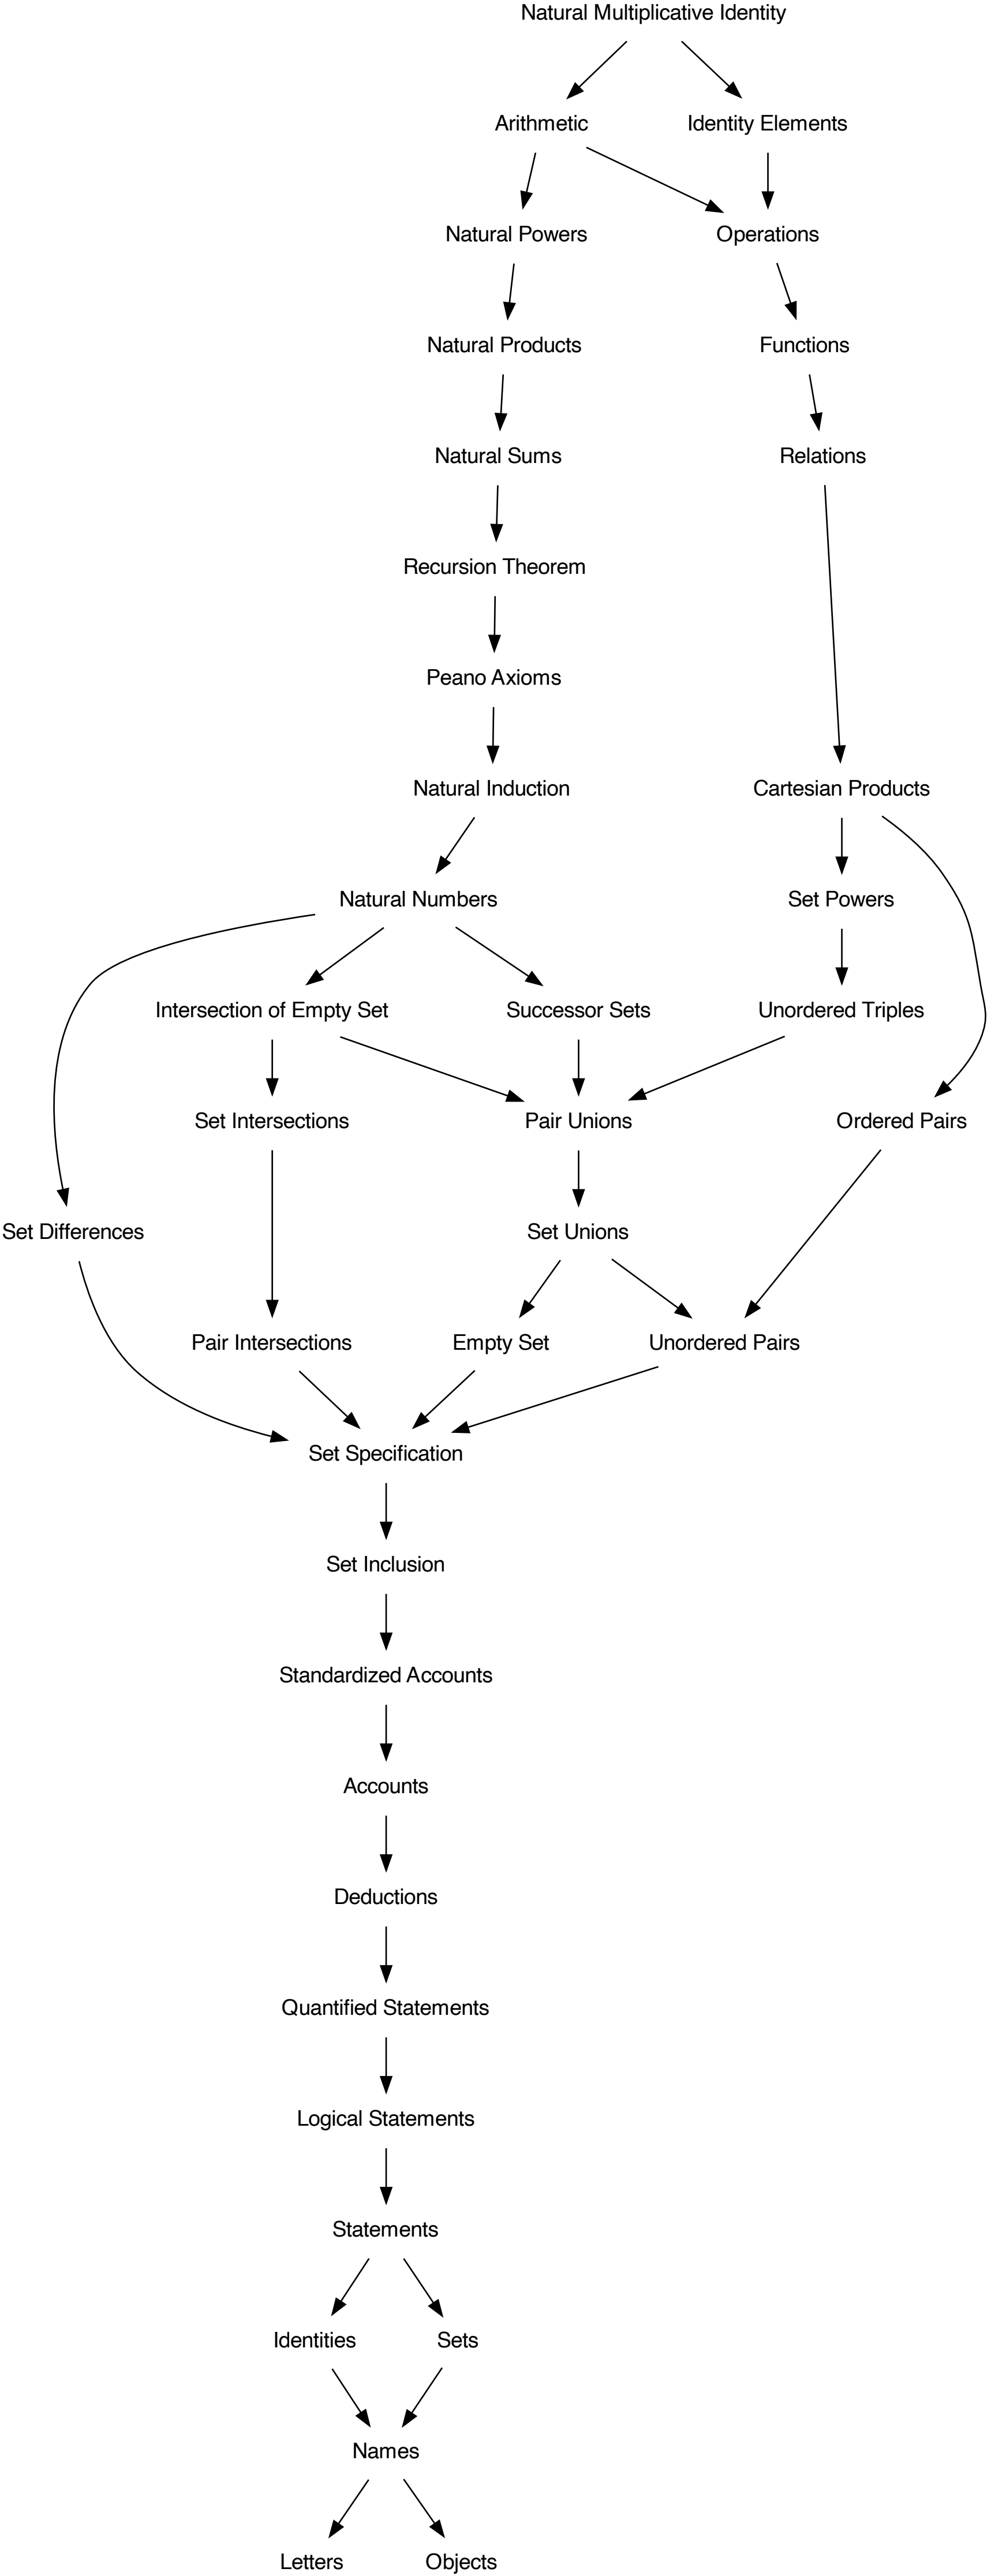 Natural Multiplicative Identity
Arithmetic
Identity Elements
Natural Powers
Operations
Natural Products
Functions
Natural Sums
Relations
Recursion Theorem
Peano Axioms
Natural Induction
Cartesian Products
Natural Numbers
Set Powers
Intersection of Empty Set
Successor Sets
Unordered Triples
Set Intersections
Pair Unions
Ordered Pairs
Set Differences
Set Unions
Pair Intersections
Empty Set
Unordered Pairs
Set Specification
Set Inclusion
Standardized Accounts
Accounts
Deductions
Quantified Statements
Logical Statements
Statements
Identities
Sets
Names
Letters
Objects